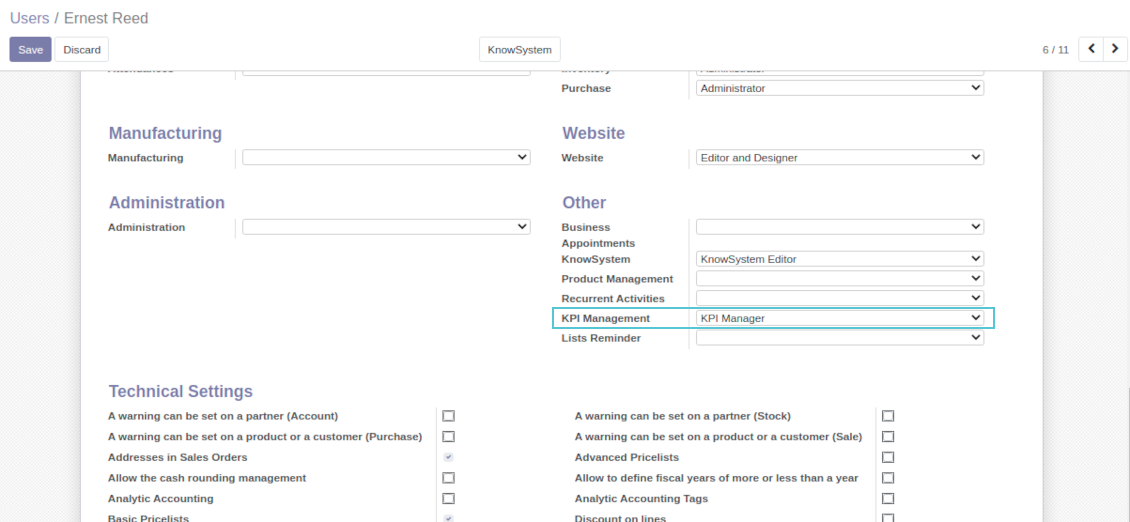 Users / Ernest Reed
Save Discard KnowSystem 6 / 11
Purchase Administrator
Manufacturing Website
Manufacturing Website Editor and Designer
Administration Other
Administration Business
Appointments
KnowSystem KnowSystem Editor
Product Management
Recurrent Activities
KPI Management KPI Manager
Lists Reminder
Technical Settings
A warning can be set on a partner (Account) A warning can be set on a partner (Stock)
A warning can be set on a product or a customer (Purchase) A warning can be set on a product or a customer (Sale)
Addresses in Sales Orders Advanced Pricelists
Allow the cash rounding management Allow to define fiscal years of more or less than a year
Analytic Accounting Analytic Accounting Tags
Basic Pricelists Discount on lines